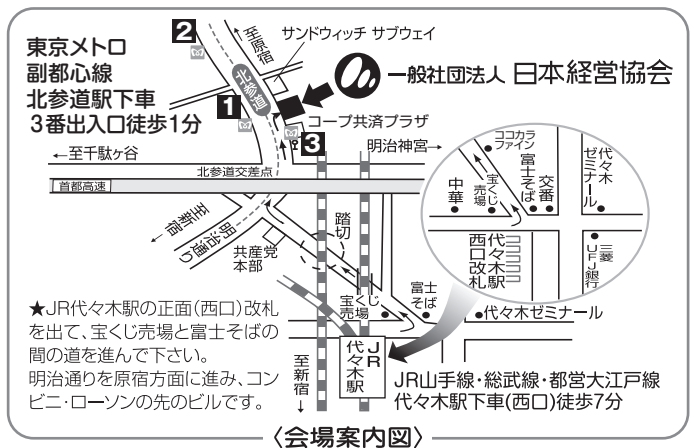 東京メトロ
副都心線
北参道駅下車
3番出入口徒歩1分
2
至原宿
サンドウィッチ サブウェイ
北参道
一般社団法人 日本経営協会
1
3
コープ共済プラザ
←至千駄ヶ谷
明治神宮→
北参道交差点
首都高速
至新宿
明治通り
共産党
本部
踏切
ココカラ
ファイン
中華
宝くじ
売場
富士そば
交番
代々木
ゼミナール
代々木駅
西口改札
三菱
UFJ銀行
宝くじ
売場
富士
そば
代々木ゼミナール
★JR代々木駅の正面(西口)改札
を出て、宝くじ売場と富士そばの
間の道を進んで下さい。
明治通りを原宿方面に進み、コン
ビニ・ローソンの先のビルです。
至新宿
JR
代々木駅
JR山手線・総武線・都営大江戸線
代々木駅下車(西口)徒歩7分
〈会場案内図〉